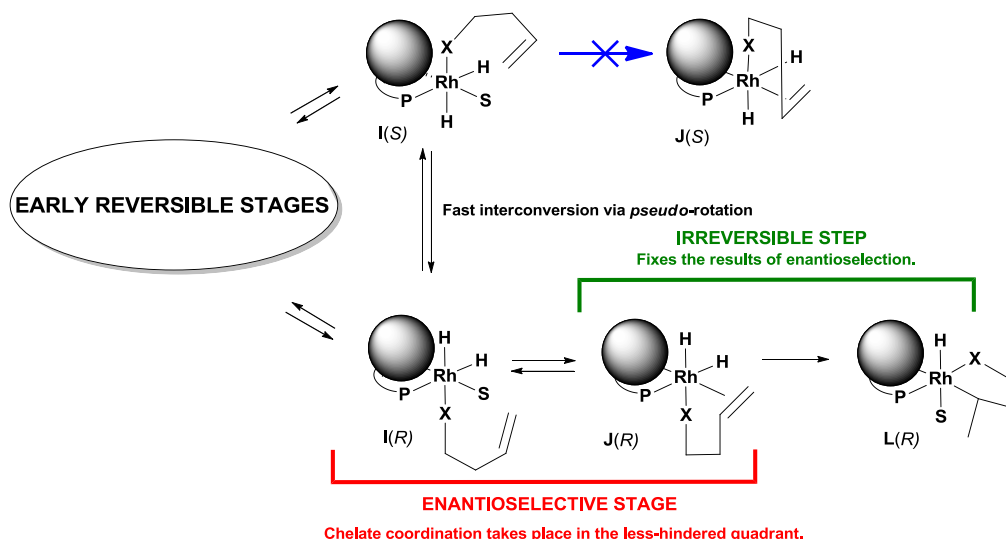 X
H
Rh
P
S
H
I(S)
X
H
Rh
P
H
J(S)
EARLY REVERSIBLE STAGES
Fast interconversion via pseudo-rotation
IRREVERSIBLE STEP
Fixes the results of enantioselection.
H
H
Rh
P
S
X
I(R)
H
H
Rh
P
X
J(R)
H
X
Rh
P
S
L(R)
ENANTIOSELECTIVE STAGE
Chelate coordination takes place in the less-hindered quadrant.